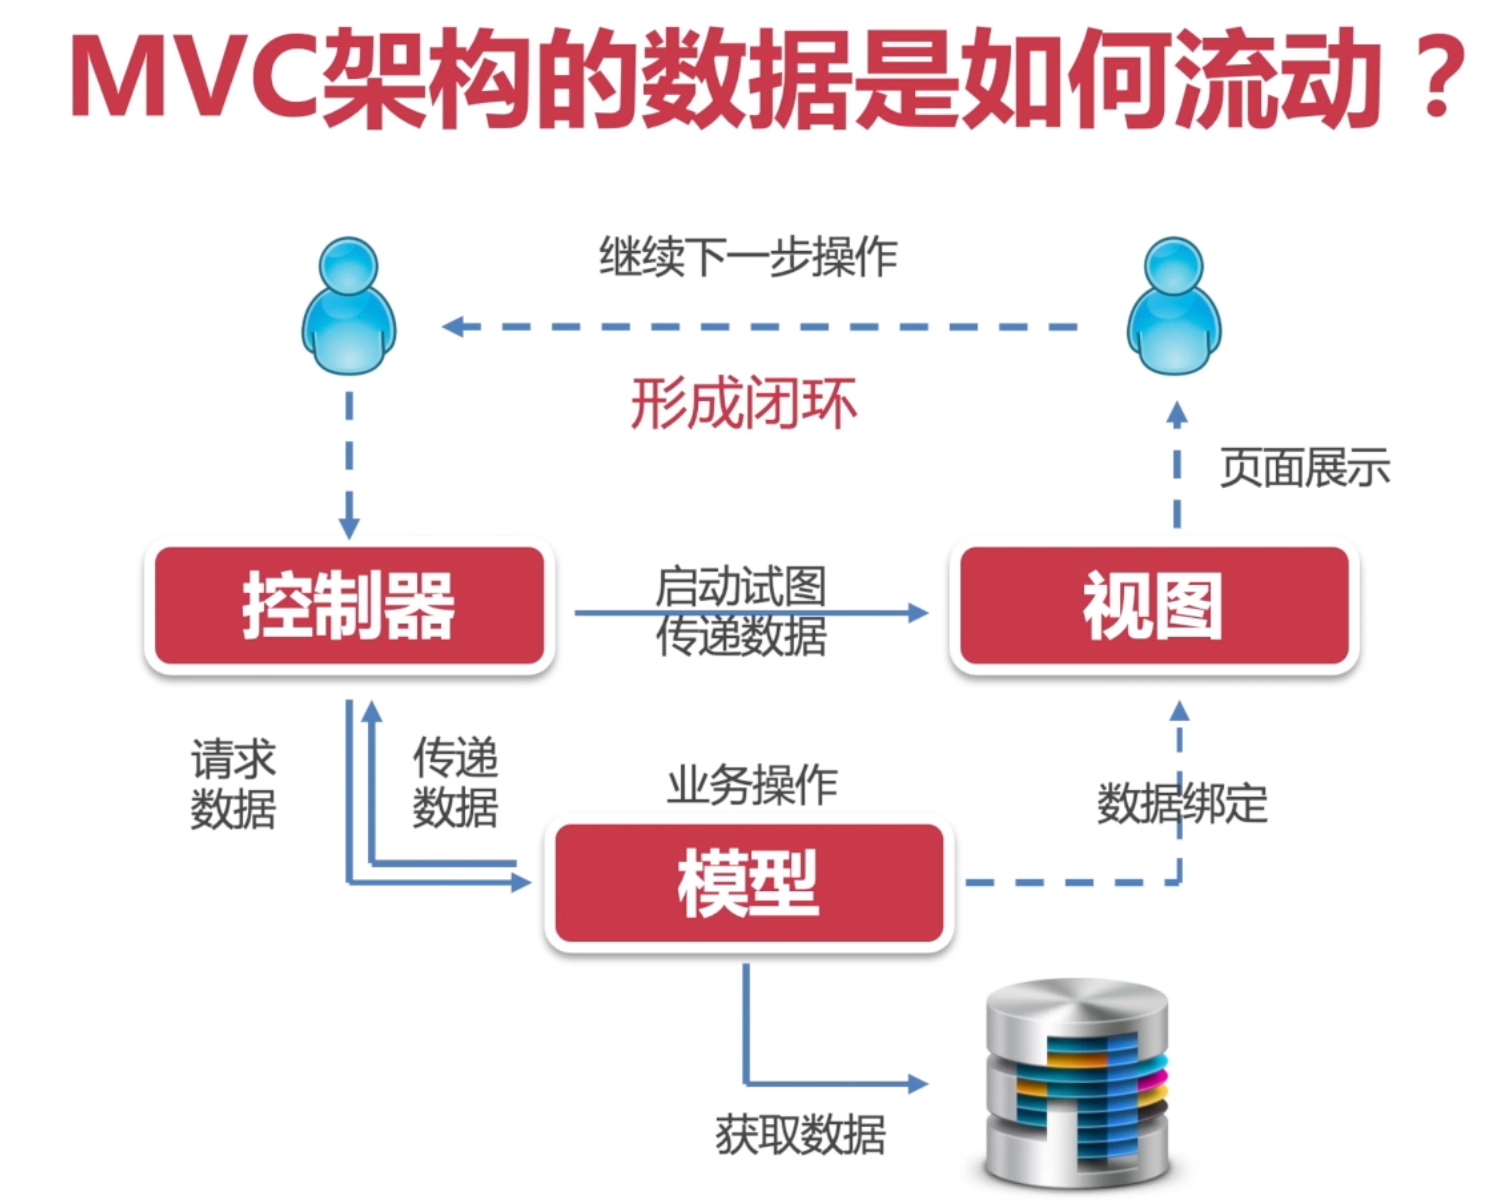 MVC架构的数据是如何流动？
继续下一步操作
形成闭环
页面展示
控制器
启动试图
传递数据
视图
请求
数据
传递
数据
业务操作
数据绑定
模型
获取数据